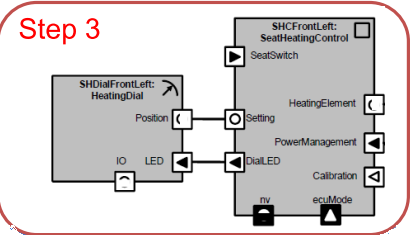 Step 3
SHCFrontLeft:
SeatHeatingControl
SeatSwitch
SHDialFrontLeft:
HeatingDial
HeatingElement
Position
Setting
PowerManagement
IO
LED
DialLED
Calibration
nv
ecuMode